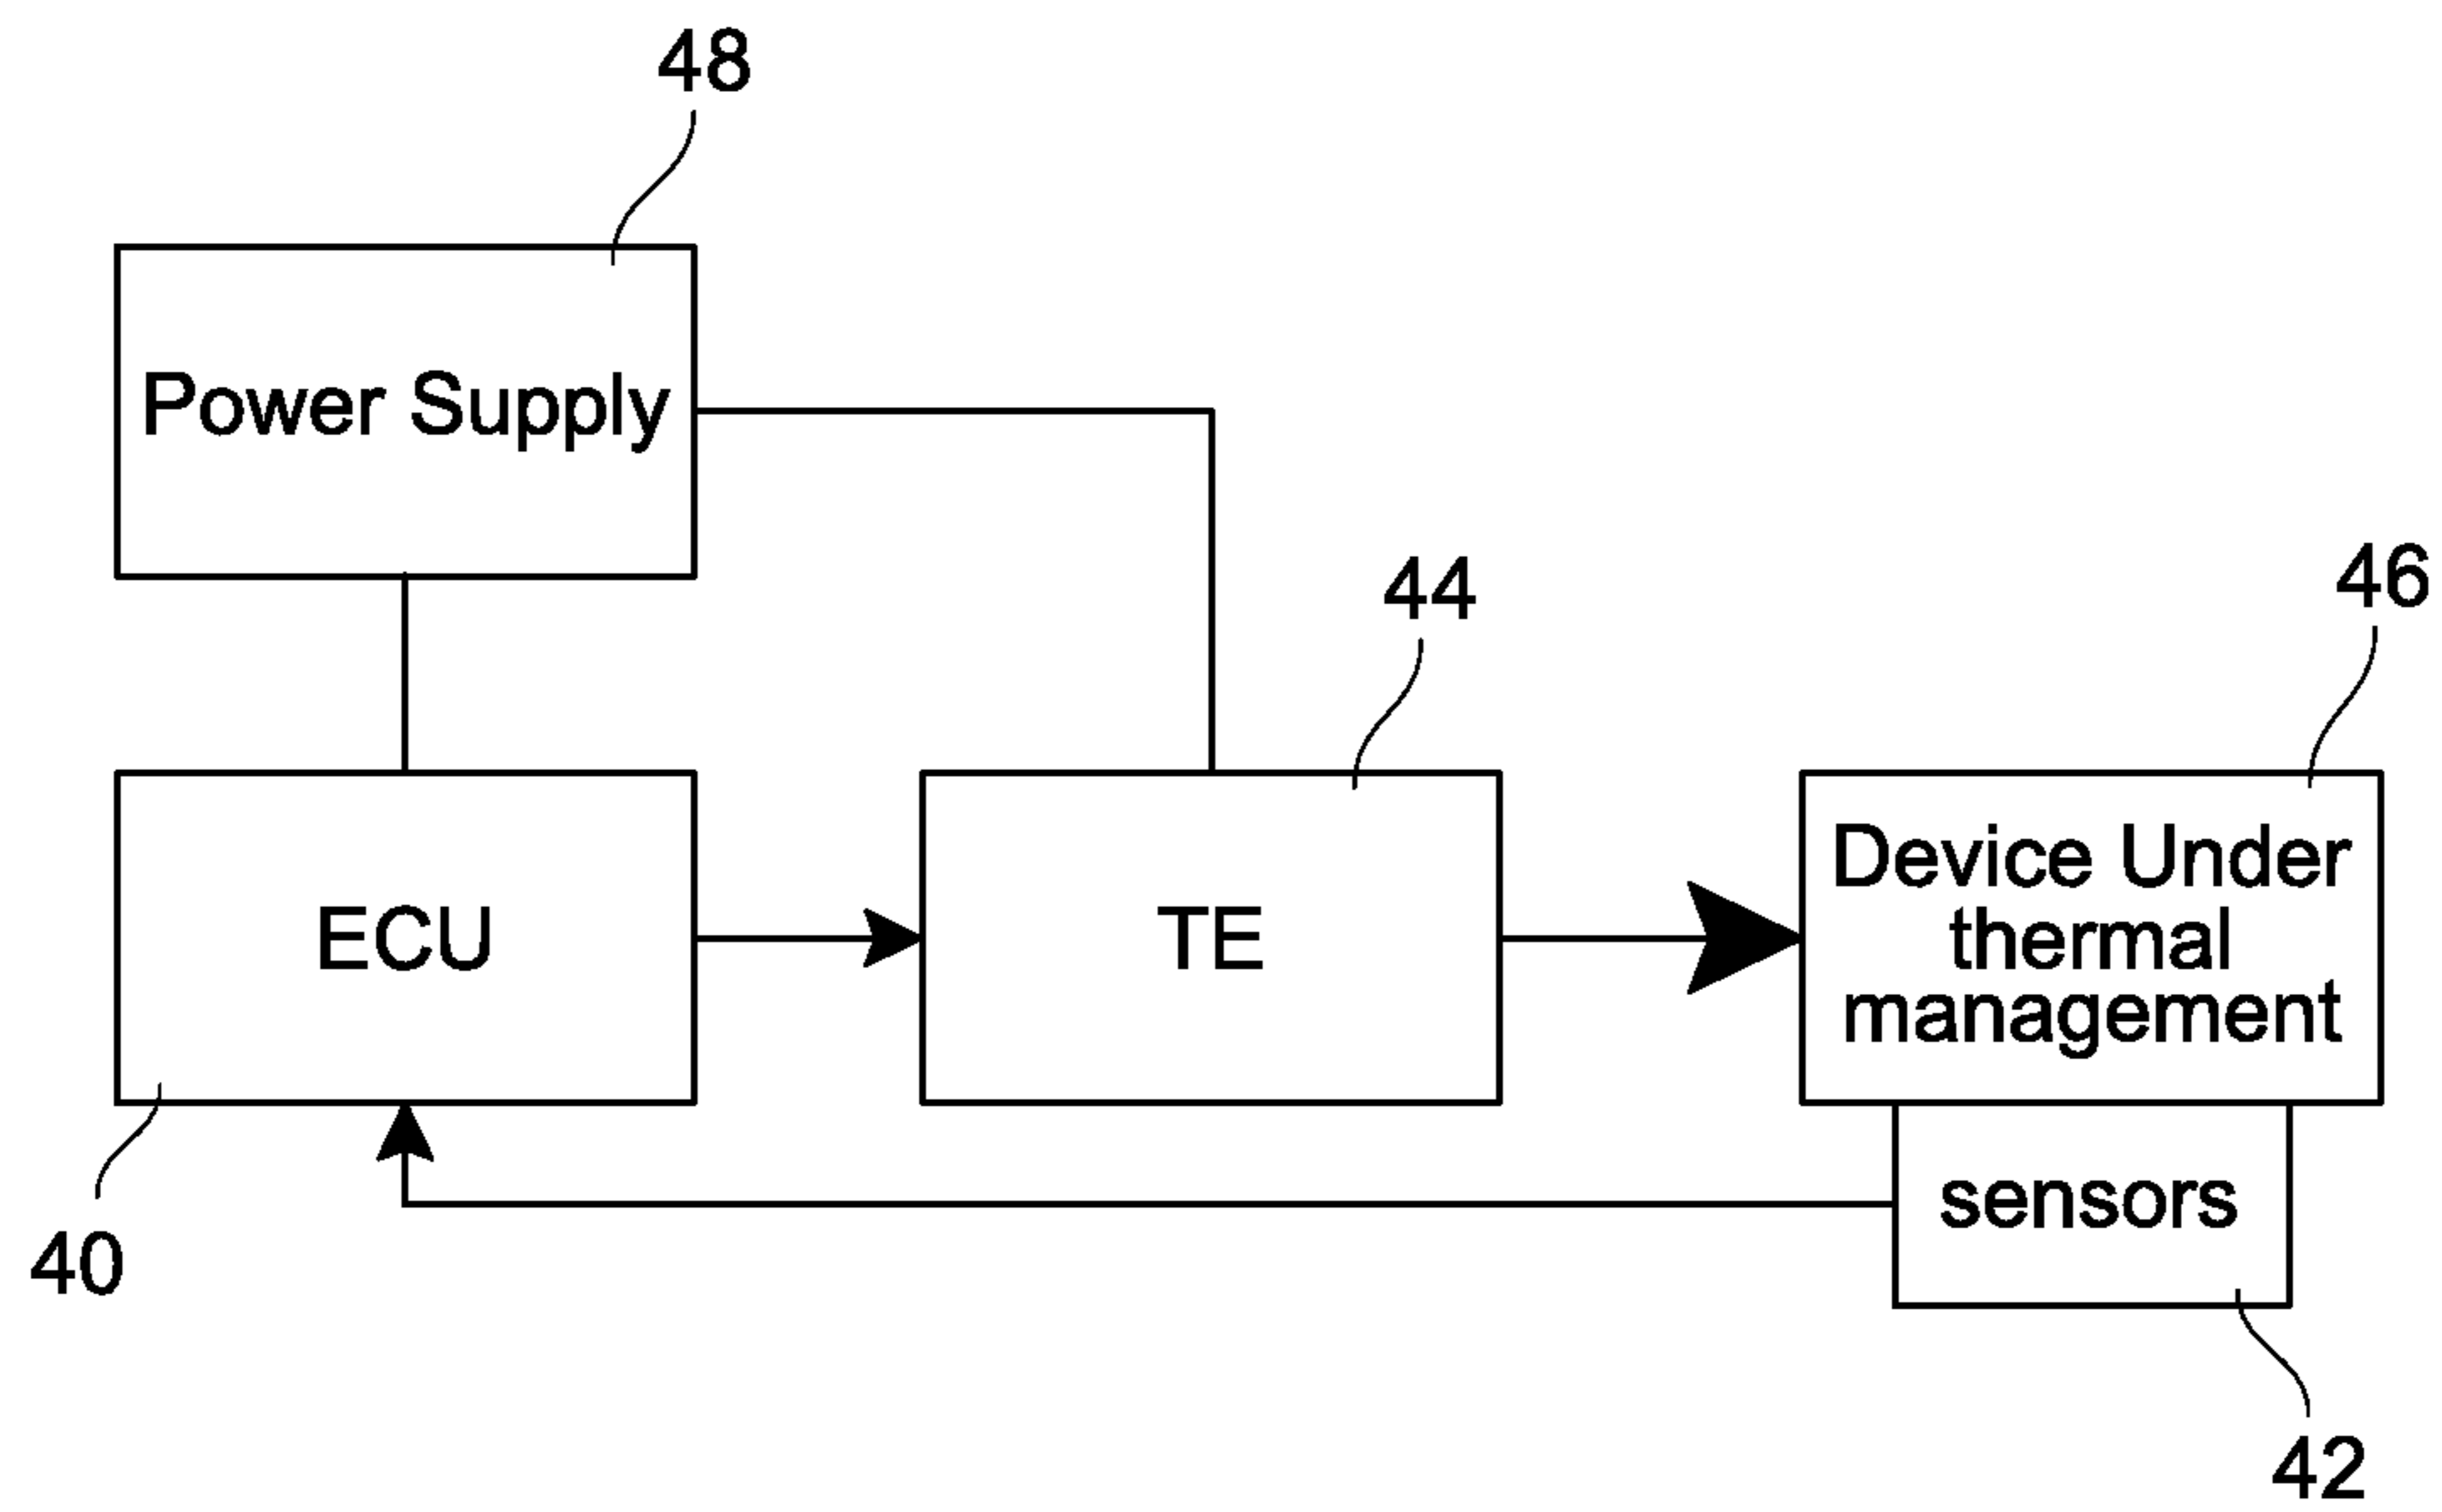 48
Power Supply
44
46
ECU
TE
Device Under
thermal
management
sensors
40
42